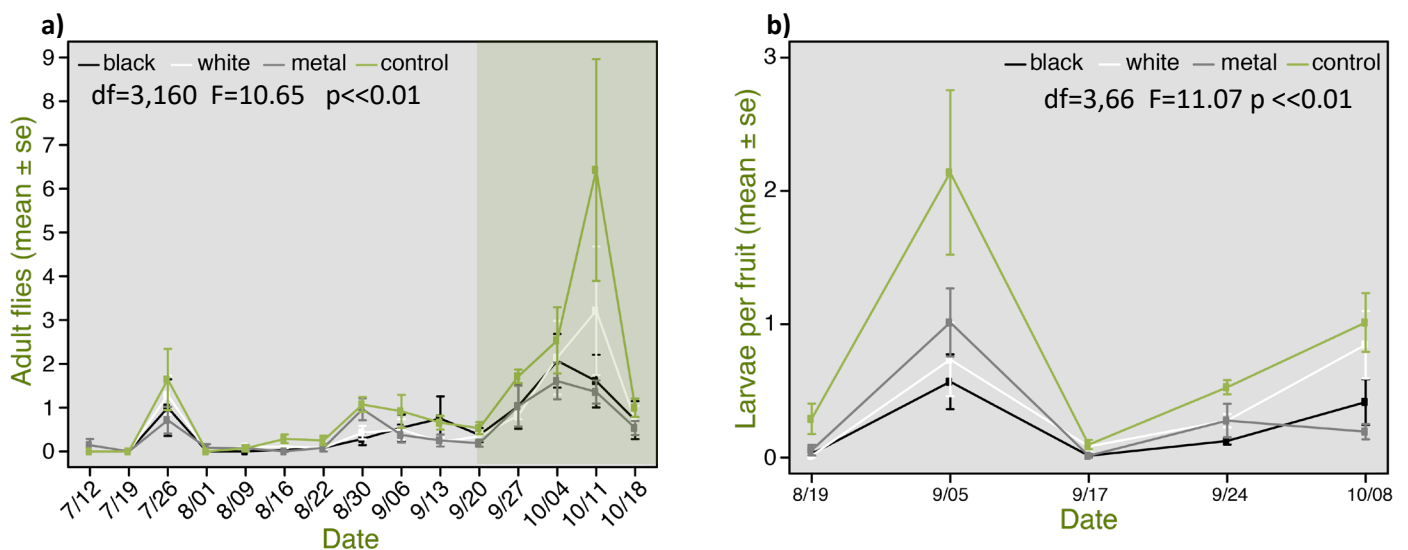 a)
Adult flies (mean ± se)
9
8
7
6
5
4
3
2
1
0
black white metal control
df=3,160 F=10.65 p<<0.01
7/12 7/19 7/26 8/01 8/09 8/16 8/22 8/30 9/06 9/13 9/20 9/27 10/04 10/11 10/18
Date
b)
Larvae per fruit (mean ± se)
3
2
1
0
black white metal control
df=3,66 F=11.07 p <<0.01
8/19 9/05 9/17 9/24 10/08
Date